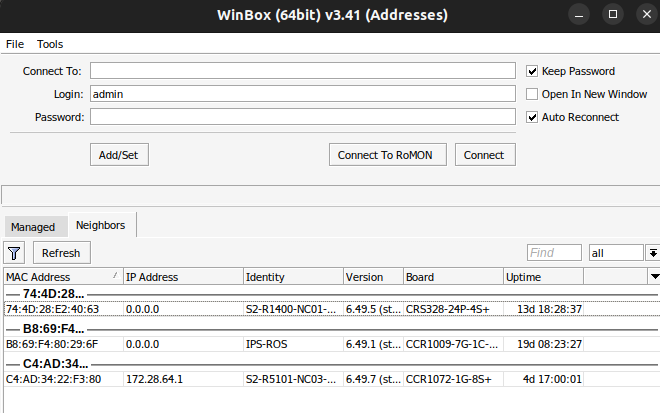 WinBox (64bit) v3.41 (Addresses)
File Tools
Connect To: Keep Password
Login: admin Open In New Window
Password: Auto Reconnect
Add/Set Connect To RoMON Connect
Managed Neighbors
Refresh Find all
MAC Address / IP Address Identity Version Board Uptime
74:4D:28...
74:4D:28:E2:40:63 0.0.0.0 S2-R1400-NC01-... 6.49.5 (st... CRS328-24P-4S+ 13d 18:28:37
B8:69:F4...
B8:69:F4:80:29:6F 0.0.0.0 IPS-ROS 6.49.1 (st... CCR1009-7G-1C-... 19d 08:23:27
C4:AD:34...
C4:AD:34:22:F3:80 172.28.64.1 S2-R5101-NC03-... 6.49.7 (st... CCR1072-1G-8S+ 4d 17:00:01